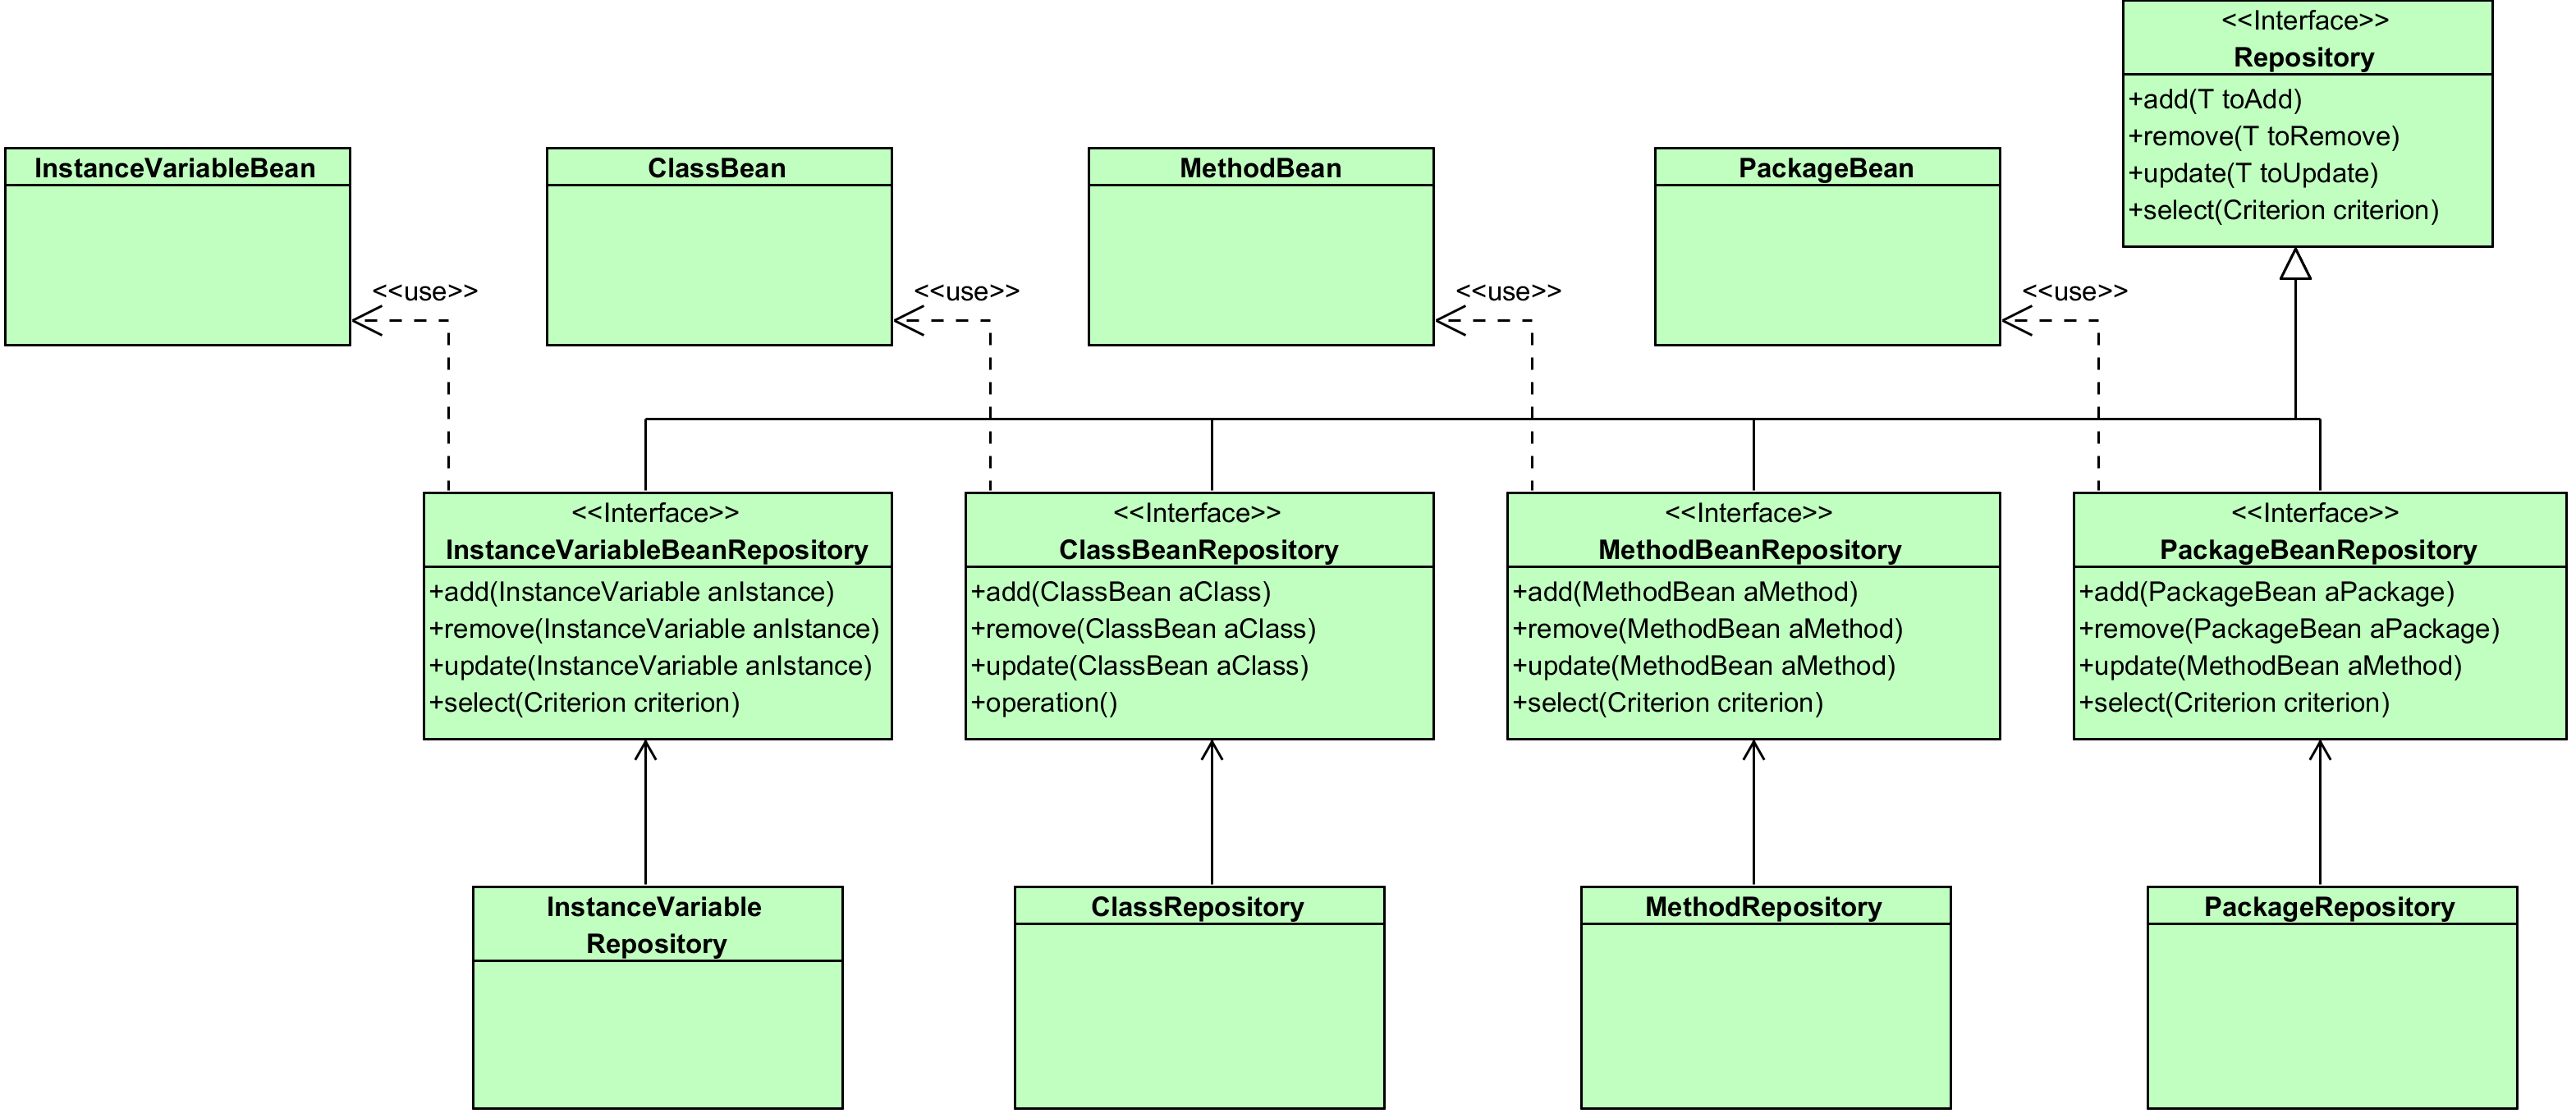 <<Interface>>
Repository
+add(T toAdd)
+remove(T toRemove)
+update(T toUpdate)
+select(Criterion criterion)
InstanceVariableBean
ClassBean
MethodBean
PackageBean
<<use>>
<<use>>
<<use>>
<<use>>
<<Interface>>
InstanceVariableBeanRepository
+add(InstanceVariable anIstance)
+remove(InstanceVariable anIstance)
+update(InstanceVariable anIstance)
+select(Criterion criterion)
<<Interface>>
ClassBeanRepository
+add(ClassBean aClass)
+remove(ClassBean aClass)
+update(ClassBean aClass)
+operation()
<<Interface>>
MethodBeanRepository
+add(MethodBean aMethod)
+remove(MethodBean aMethod)
+update(MethodBean aMethod)
+select(Criterion criterion)
<<Interface>>
PackageBeanRepository
+add(PackageBean aPackage)
+remove(PackageBean aPackage)
+update(MethodBean aMethod)
+select(Criterion criterion)
InstanceVariable
Repository
ClassRepository
MethodRepository
PackageRepository